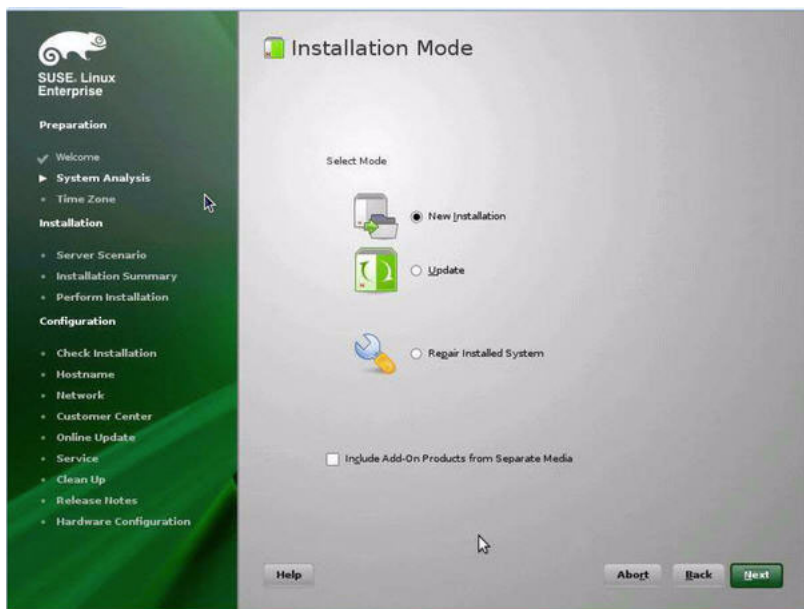 SUSE. Linux
Enterprise
Preparation
Welcome
System Analysis
Time Zone
Installation
Server Scenario
Installation Summary
Perform Installation
Configuration
Check Installation
Hostname
Network
Customer Center
Online Update
Service
Clean Up
Release Notes
Hardware Configuration
Installation Mode
Select Mode
New Installation
Update
Repair Installed System
Include Add-On Products from Separate Media
Help
Abort
Back
Next